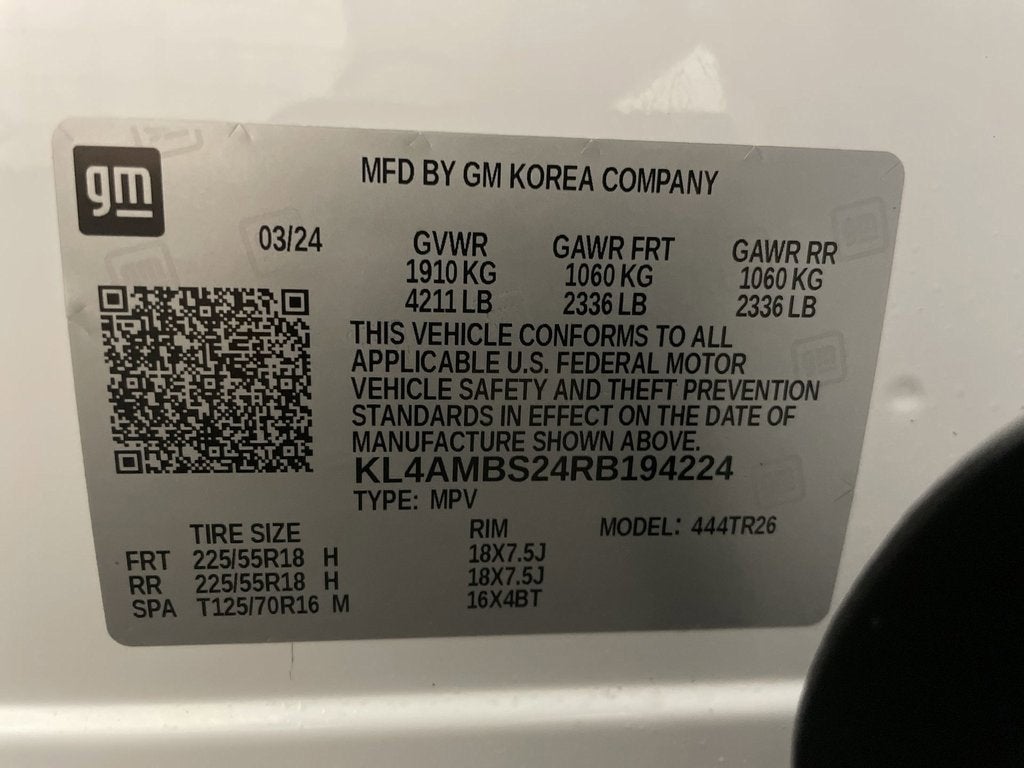 gm
MFD BY GM KOREA COMPANY
03/24 GVWR GAWR FRT GAWR RR
1910 KG 1060 KG 1060 KG
4211 LB 2336 LB 2336 LB
THIS VEHICLE CONFORMS TO ALL
APPLICABLE U.S. FEDERAL MOTOR
VEHICLE SAFETY AND THEFT PREVENTION
STANDARDS IN EFFECT ON THE DATE OF
MANUFACTURE SHOWN ABOVE.
KL4AMBS24RB194224
TYPE: MPV
TIRE SIZE RIM MODEL: 444TR26
FRT 225/55R18 H 18X7.5J
RR 225/55R18 H 18X7.5J
SPA T125/70R16 M 16X4BT